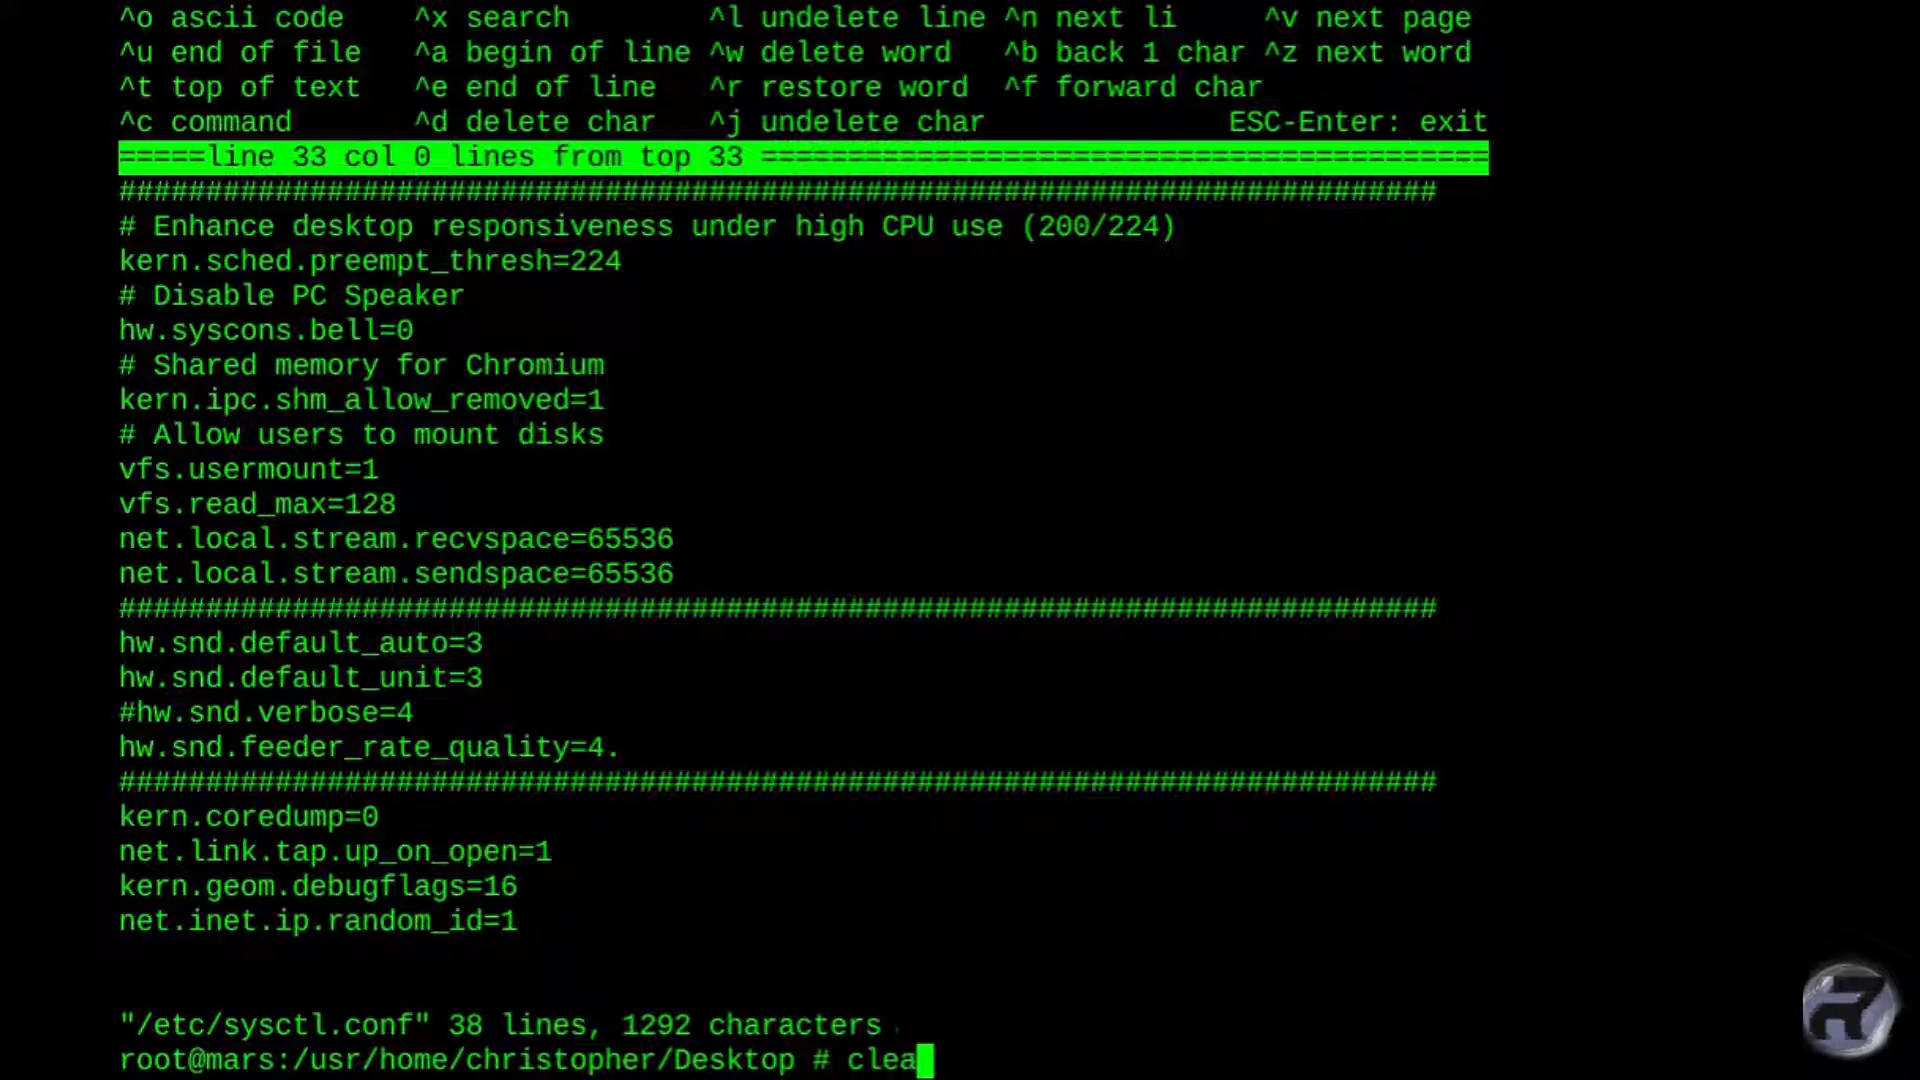 ^o ascii code ^x search ^l undelete line ^n next li ^v next page
^u end of file ^a begin of line ^w delete word ^b back 1 char ^z next word
^t top of text ^e end of line ^r restore word ^f forward char
^c command ^d delete char ^j undelete char ESC-Enter: exit
=====line 33 col 0 lines from top 33 ==========================================
############################################################################
# Enhance desktop responsiveness under high CPU use (200/224)
kern.sched.preempt_thresh=224
# Disable PC Speaker
hw.syscons.bell=0
# Shared memory for Chromium
kern.ipc.shm_allow_removed=1
# Allow users to mount disks
vfs.usermount=1
vfs.read_max=128
net.local.stream.recvspace=65536
net.local.stream.sendspace=65536
############################################################################
hw.snd.default_auto=3
hw.snd.default_unit=3
#hw.snd.verbose=4
hw.snd.feeder_rate_quality=4.
############################################################################
kern.coredump=0
net.link.tap.up_on_open=1
kern.geom.debugflags=16
net.inet.ip.random_id=1
"/etc/sysctl.conf" 38 lines, 1292 characters
root@mars:/usr/home/christopher/Desktop # clea